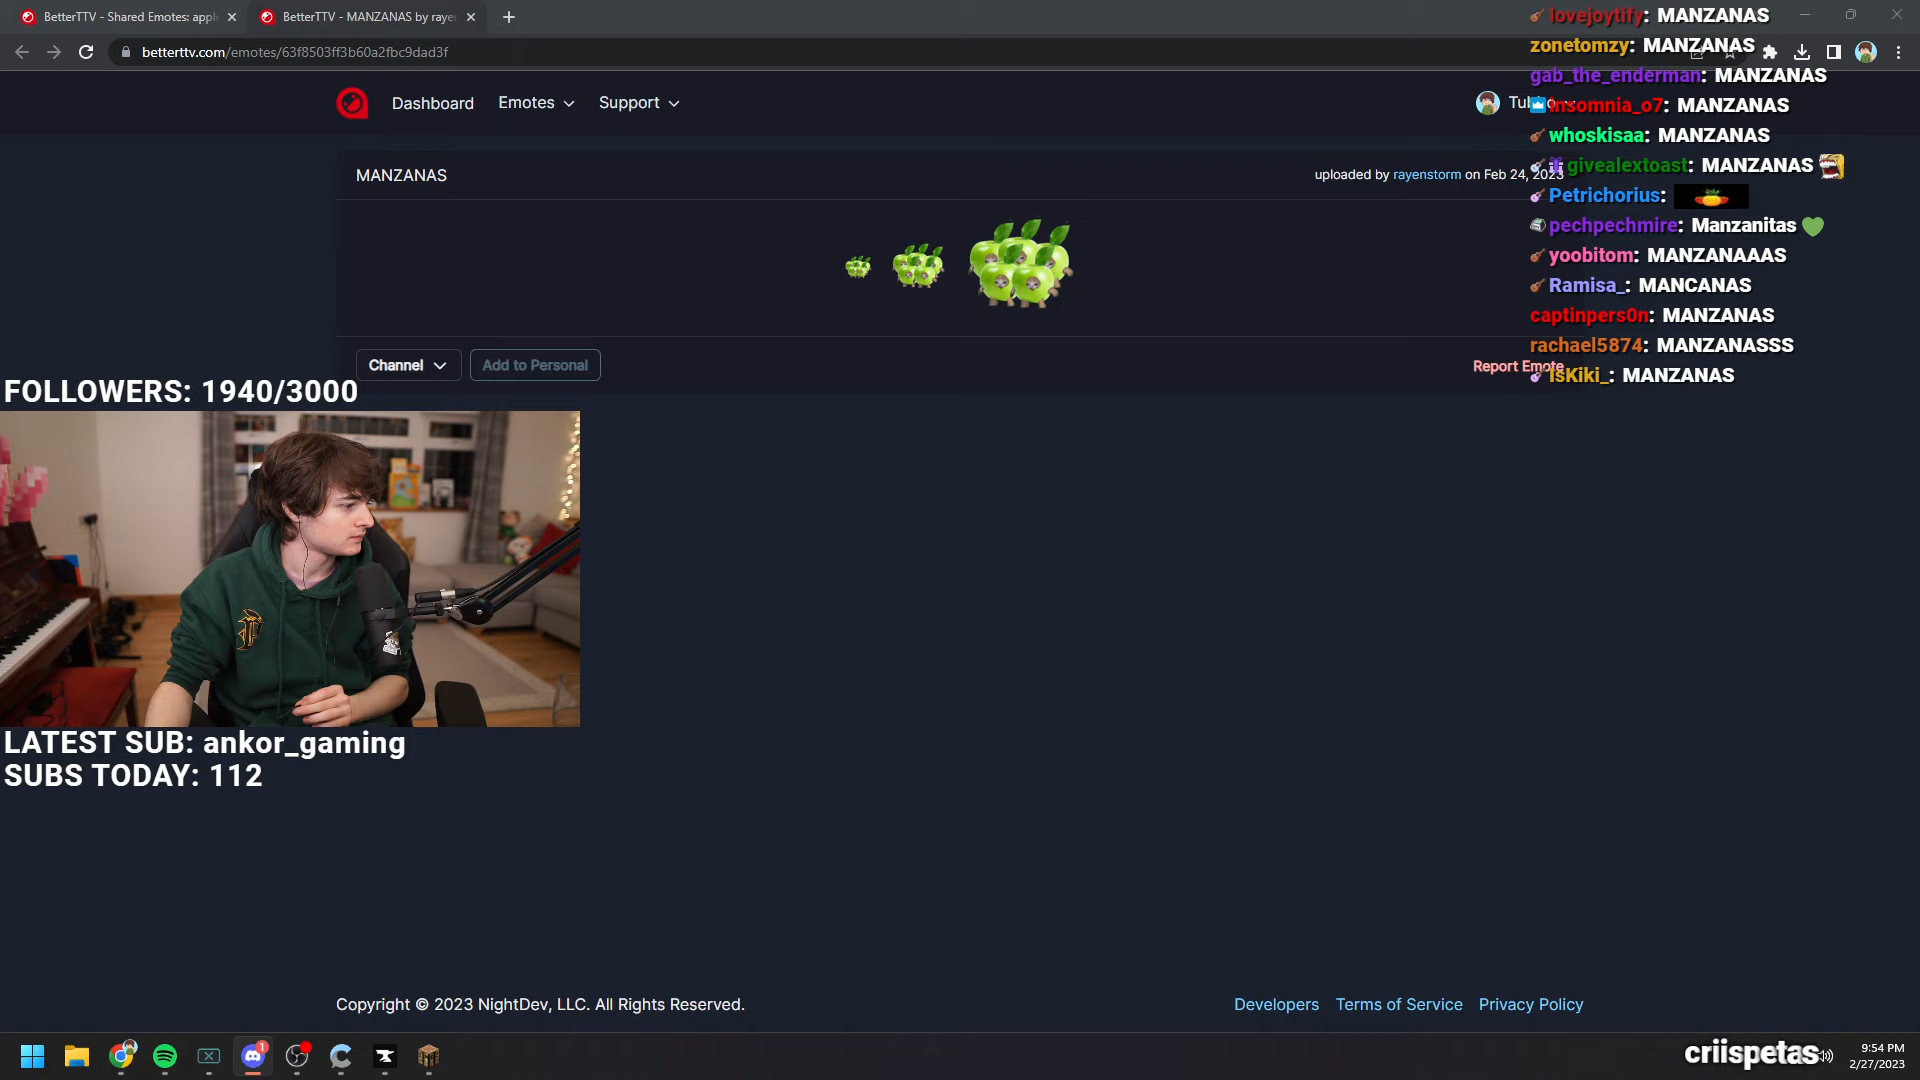 BetterTTV - Shared Emotes: appl
BetterTTV - MANZANAS by rayen
betterttv.com/emotes/63f8503ff3b60a2fbc9dad3f
Dashboard
Emotes
Support
MANZANAS
uploaded by rayenstorm on Feb 24, 2023
Channel
Add to Personal
Report Emote
lovejoytify: MANZANAS
zonetomzy: MANZANAS
gab_the_enderman: MANZANAS
insomnia_o7: MANZANAS
whoskisaa: MANZANAS
givealextoast: MANZANAS
Petrichorius:
pechpechmire: Manzanitas
yoobitom: MANZANAAAS
Ramisa_: MANCANAS
captinpers0n: MANZANAS
rachael5874: MANZANASSS
IsKiki_: MANZANAS
FOLLOWERS: 1940/3000
LATEST SUB: ankor_gaming
SUBS TODAY: 112
Copyright © 2023 NightDev, LLC. All Rights Reserved.
Developers
Terms of Service
Privacy Policy
1
criispetas
9:54 PM
2/27/2023